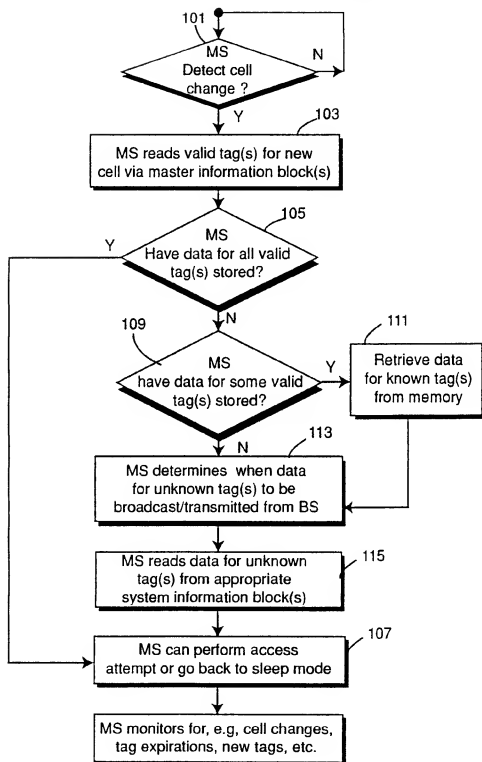 101
MS
Detect cell
change ?
N
Y
103
MS reads valid tag(s) for new
cell via master information block(s)
105
MS
Have data for all valid
tag(s) stored?
Y
N
109
MS
have data for some valid
tag(s) stored?
Y
111
Retrieve data
for known tag(s)
from memory
N
113
MS determines when data
for unknown tag(s) to be
broadcast/transmitted from BS
MS reads data for unknown
tag(s) from appropriate
system information block(s)
115
107
MS can perform access
attempt or go back to sleep mode
MS monitors for, e.g, cell changes,
tag expirations, new tags, etc.